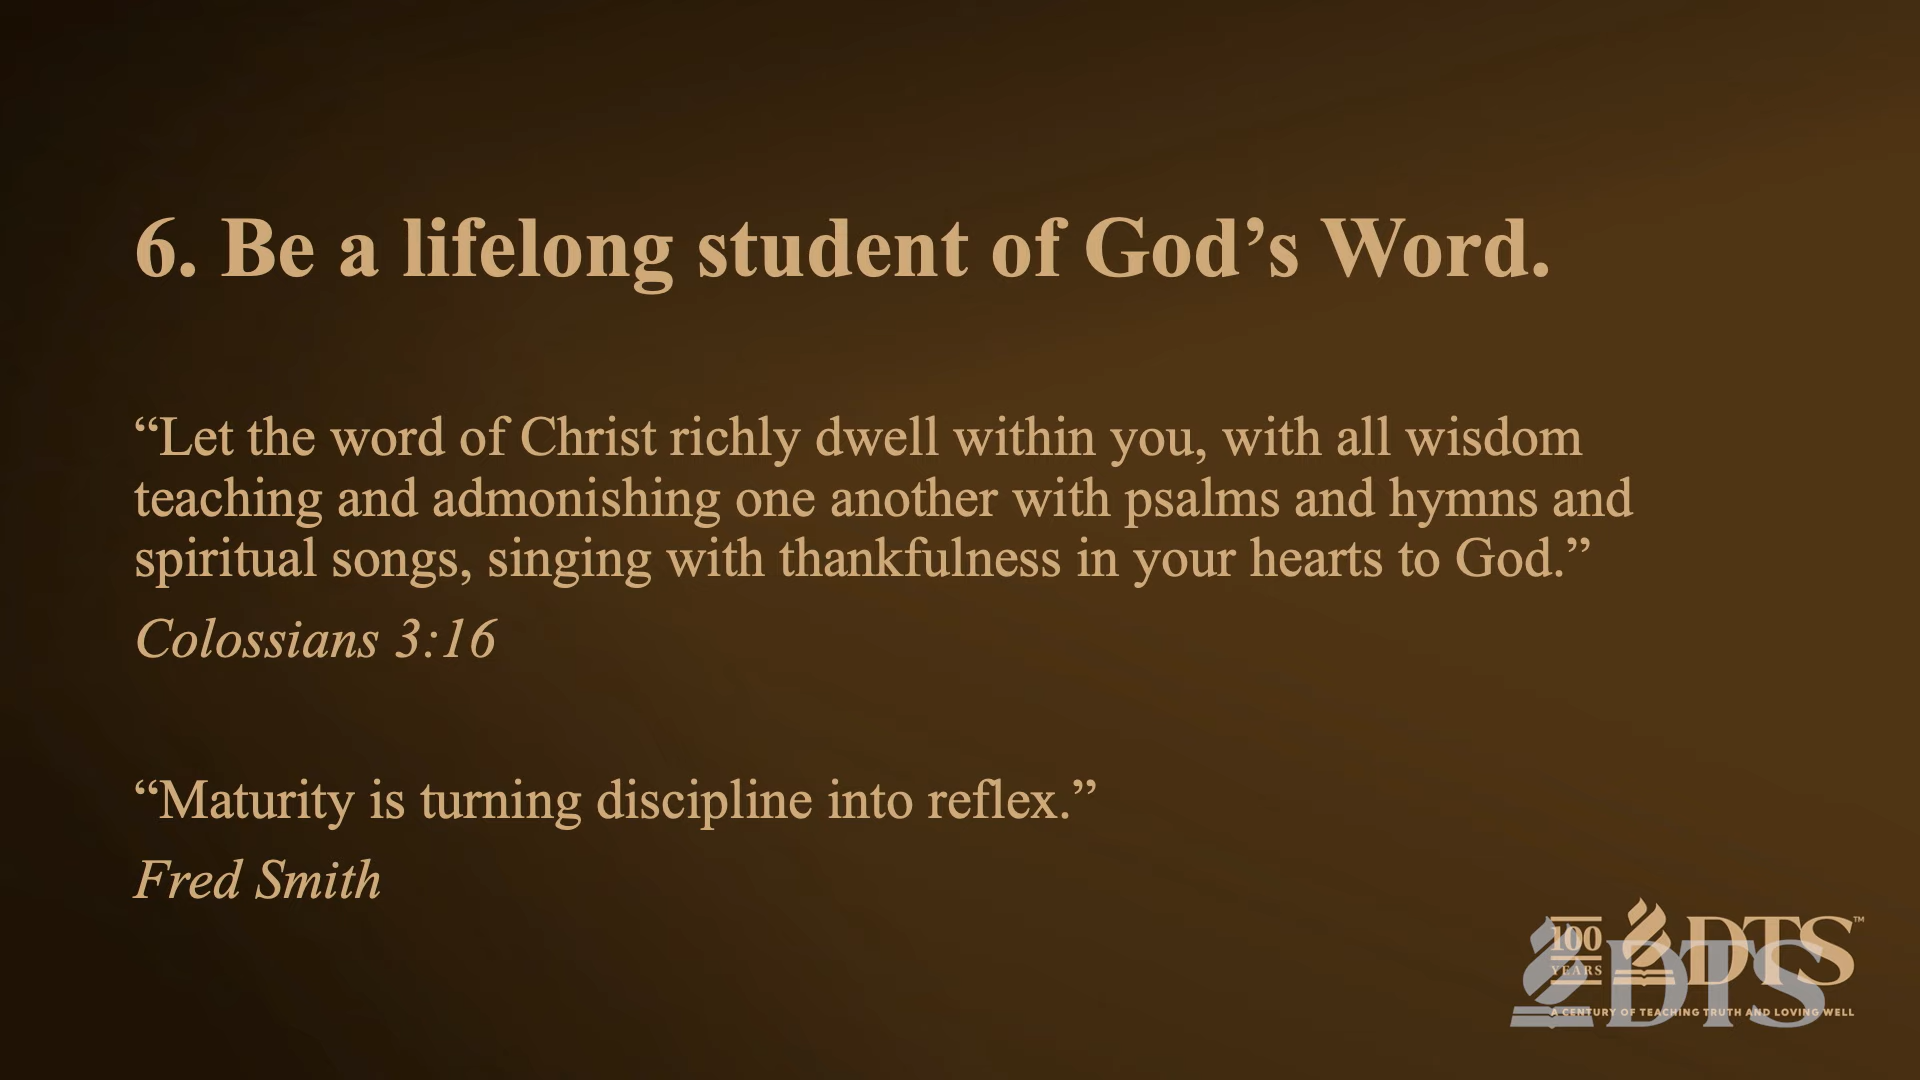 6. Be a lifelong student of God’s Word.
“Let the word of Christ richly dwell within you, with all wisdom
teaching and admonishing one another with psalms and hymns and
spiritual songs, singing with thankfulness in your hearts to God.”
Colossians 3:16
“Maturity is turning discipline into reflex.”
Fred Smith
100
YEARS
DTS™
DTS
A CENTURY OF TEACHING TRUTH AND LOVING WELL